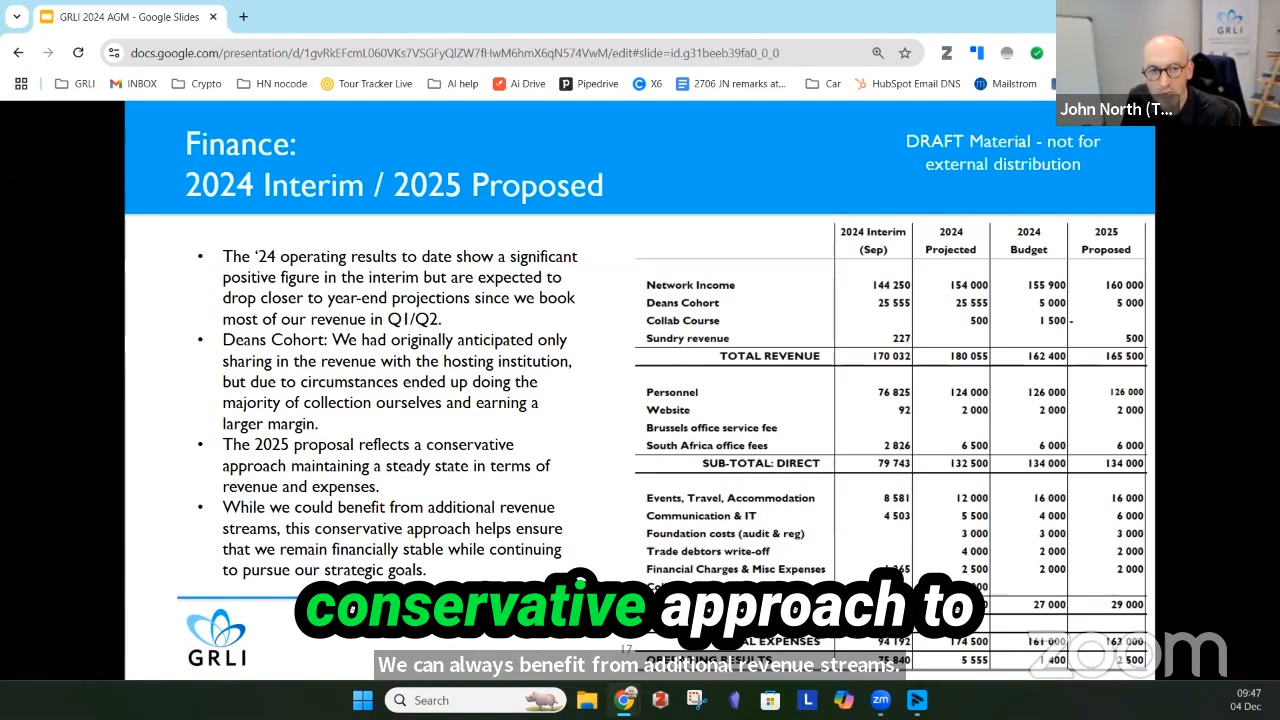 GRLI 2024 AGM - Google Slides
docs.google.com/presentation/d/1gvRkEFcmL060VKs7VSGFyQlZW7fHwM6hmX6qN574VwM/edit#slide=id.g31beeb39fa0_0_0
GRLI INBOX Crypto HN nocode Tour Tracker Live AI help Ai Drive Pipedrive X6 2706 JN remarks at... Car HubSpot Email DNS Mailstrom
GRLI
John North (T...
Finance:
2024 Interim / 2025 Proposed
DRAFT Material - not for
external distribution
• The ‘24 operating results to date show a significant
positive figure in the interim but are expected to
drop closer to year-end projections since we book
most of our revenue in Q1/Q2.
• Deans Cohort: We had originally anticipated only
sharing in the revenue with the hosting institution,
but due to circumstances ended up doing the
majority of collection ourselves and earning a
larger margin.
• The 2025 proposal reflects a conservative
approach maintaining a steady state in terms of
revenue and expenses.
• While we could benefit from additional revenue
streams, this conservative approach helps ensure
that we remain financially stable while continuing
to pursue our strategic goals.
2024 Interim 2024 2024 2025
(Sep) Projected Budget Proposed
Network Income 144 250 154 000 155 900 160 000
Deans Cohort 25 555 25 555 5 000 5 000
Collab Course 500 1 500 -
Sundry revenue 227 500
TOTAL REVENUE 170 032 180 055 162 400 165 500
Personnel 76 825 124 000 126 000 126 000
Website 92 2 000 2 000 2 000
Brussels office service fee
South Africa office fees 2 826 6 500 6 000 6 000
SUB-TOTAL: DIRECT 79 743 132 500 134 000 134 000
Events, Travel, Accommodation 8 581 12 000 16 000 16 000
Communication & IT 4 503 5 500 4 000 6 000
Foundation costs (audit & reg) 3 000 3 000 3 000
Trade debtors write-off 4 000 2 000 2 000
Financial Charges & Misc Expenses 2 500 2 000 2 000
27 000 29 000
EXPENSES 94 192 174 500 161 000 163 000
OPERATING RESULTS 75 840 5 555 1 400 2 500
conservative approach to
We can always benefit from additional revenue streams.
GRLI
17
zoom
Search
09:47
04 Dec